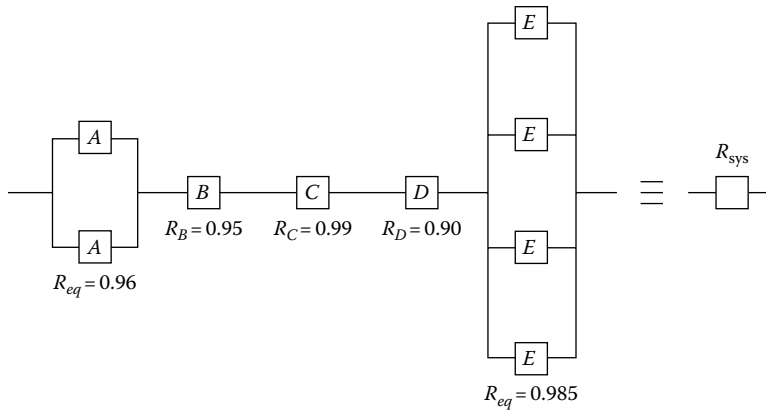 E
E
A
A
B
C
D
E
E
R_B = 0.95
R_C = 0.99
R_D = 0.90
R_eq = 0.96
R_eq = 0.985
R_sys